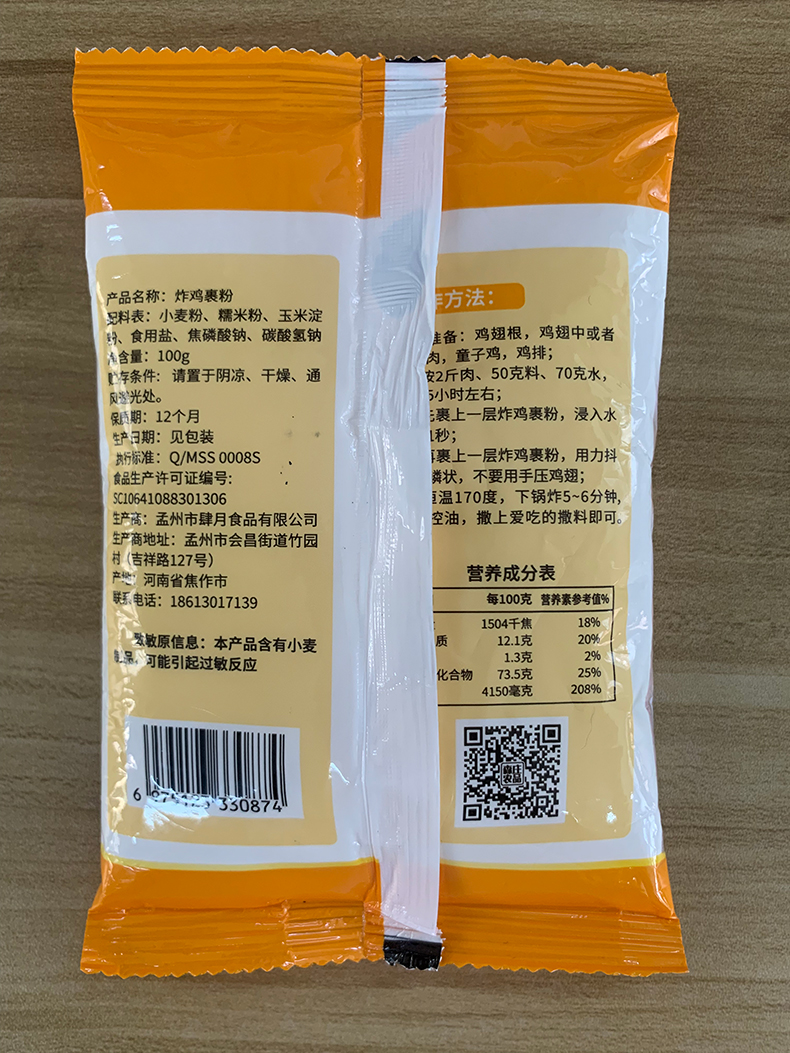 产品名称：炸鸡裹粉
配料表：小麦粉、糯米粉、玉米淀
粉、食用盐、焦磷酸钠、碳酸氢钠
净含量：100g
贮存条件：请置于阴凉、干燥、通
风避光处。
保质期：12个月
生产日期：见包装
执行标准：Q/MSS 0008S
食品生产许可证编号:
SC10641088301306
生产商：孟州市肆月食品有限公司
生产商地址：孟州市会昌街道竹园
村（吉祥路127号）
产地：河南省焦作市
联系电话：18613017139
致敏原信息：本产品含有小麦
制品，可能引起过敏反应
330874
作方法：
准备：鸡翅根，鸡翅中或者
肉，童子鸡，鸡排；
按2斤肉、50克料、70克水，
5小时左右；
先裹上一层炸鸡裹粉，浸入水
1秒；
再裹上一层炸鸡裹粉，用力抖
鳞状，不要用手压鸡翅；
恒温170度，下锅炸5~6分钟，
控油，撒上爱吃的撒料即可。
营养成分表
每100克 营养素参考值%
1504千焦 18%
质 12.1克 20%
1.3克 2%
化合物 73.5克 25%
4150毫克 208%